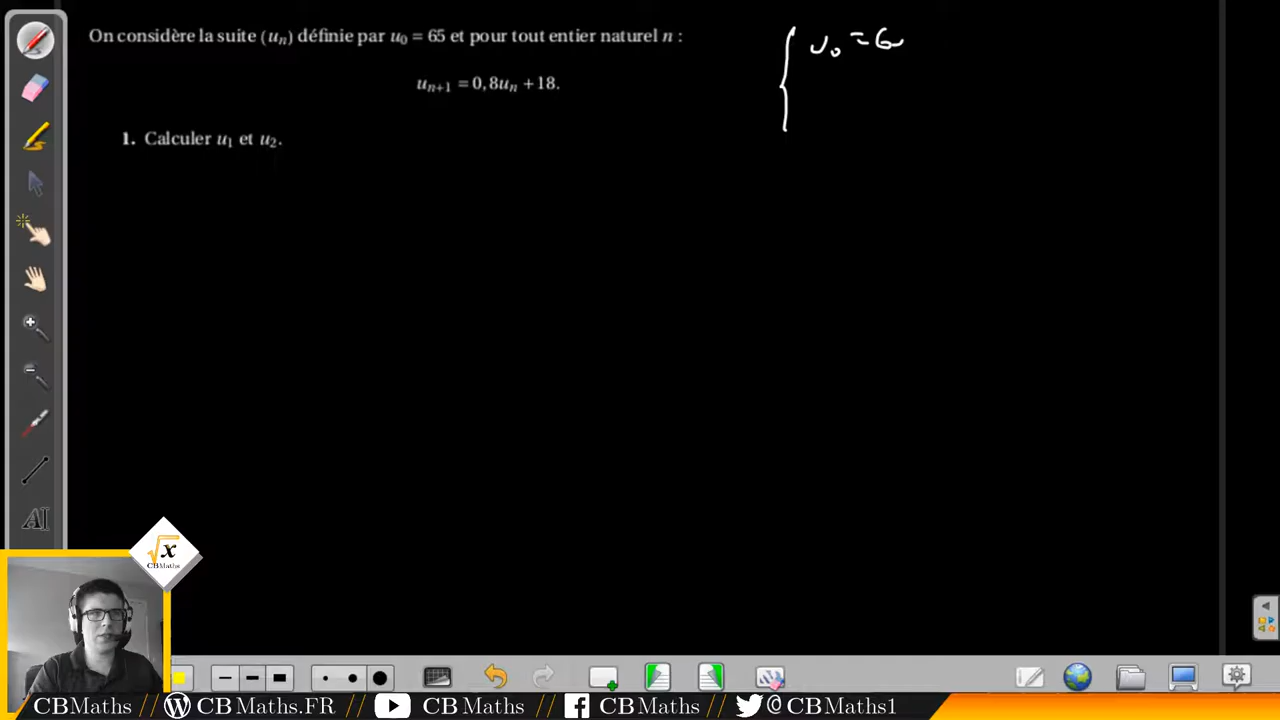 On considère la suite (uₙ) définie par u₀ = 65 et pour tout entier naturel n :
uₙ₊₁ = 0, 8uₙ + 18.
1. Calculer u₁ et u₂.
u₀ = 6
AI
√x
CBMaths
CBMaths // CBMaths.FR // CBMaths // CBMaths // @CBMaths1